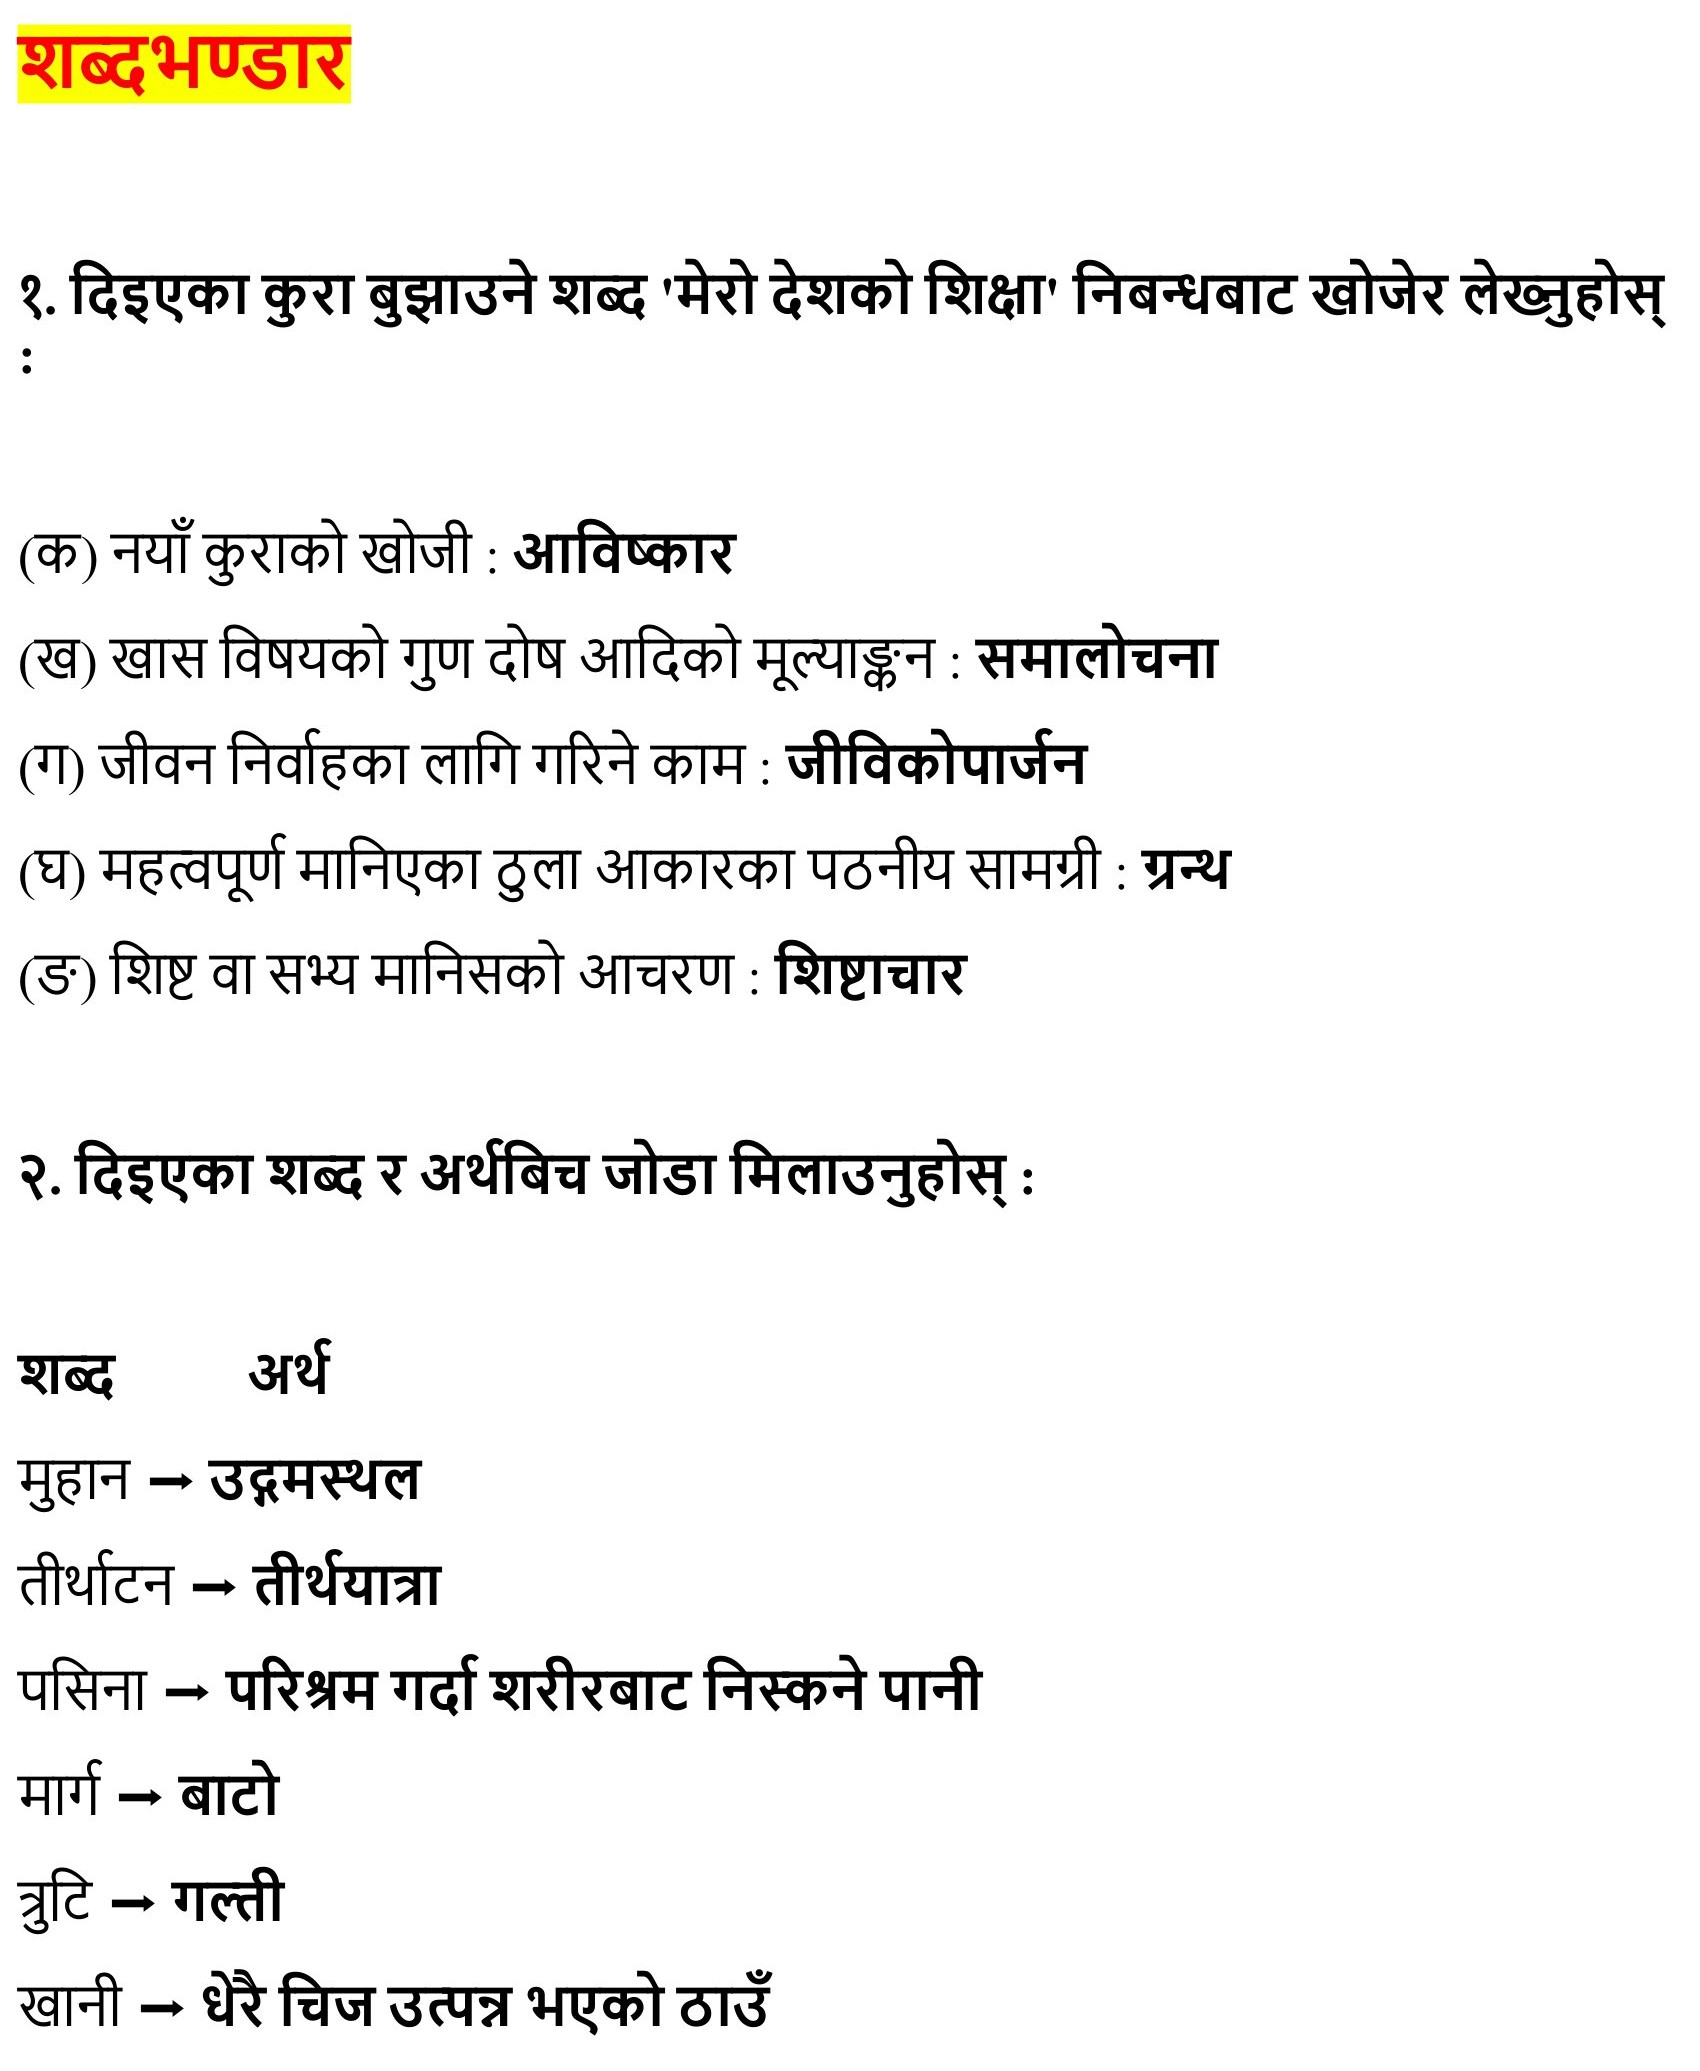 शब्दभण्डार
१. दिइएका कुरा बुझाउने शब्द 'मेरो देशको शिक्षा' निबन्धबाट खोजेर लेख्नुहोस्
:
(क) नयाँ कुराको खोजी : आविष्कार
(ख) खास विषयको गुण दोष आदिको मूल्याङ्कन : समालोचना
(ग) जीवन निर्वाहका लागि गरिने काम : जीविकोपार्जन
(घ) महत्वपूर्ण मानिएका ठुला आकारका पठनीय सामग्री : ग्रन्थ
(ङ) शिष्ट वा सभ्य मानिसको आचरण : शिष्टाचार
२. दिइएका शब्द र अर्थबिच जोडा मिलाउनुहोस् :
शब्द अर्थ
मुहान → उद्गमस्थल
तीर्थाटन → तीर्थयात्रा
पसिना → परिश्रम गर्दा शरीरबाट निस्कने पानी
मार्ग → बाटो
त्रुटि → गल्ती
खानी → धेरै चिज उत्पन्न भएको ठाउँ